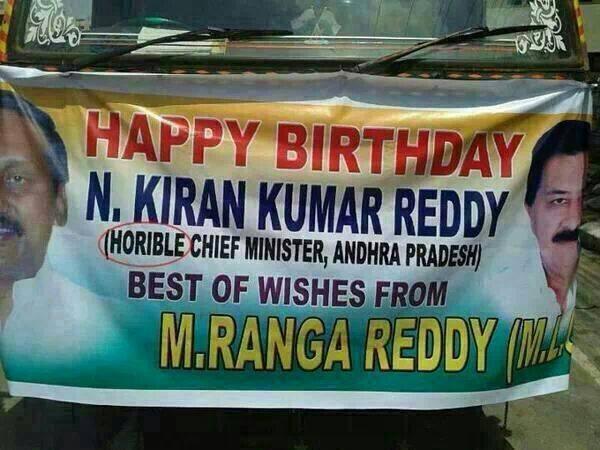 HAPPY BIRTHDAY
N. KIRAN KUMAR REDDY
(HORIBLE CHIEF MINISTER, ANDHRA PRADESH)
BEST OF WISHES FROM
M.RANGA REDDY (M.L.